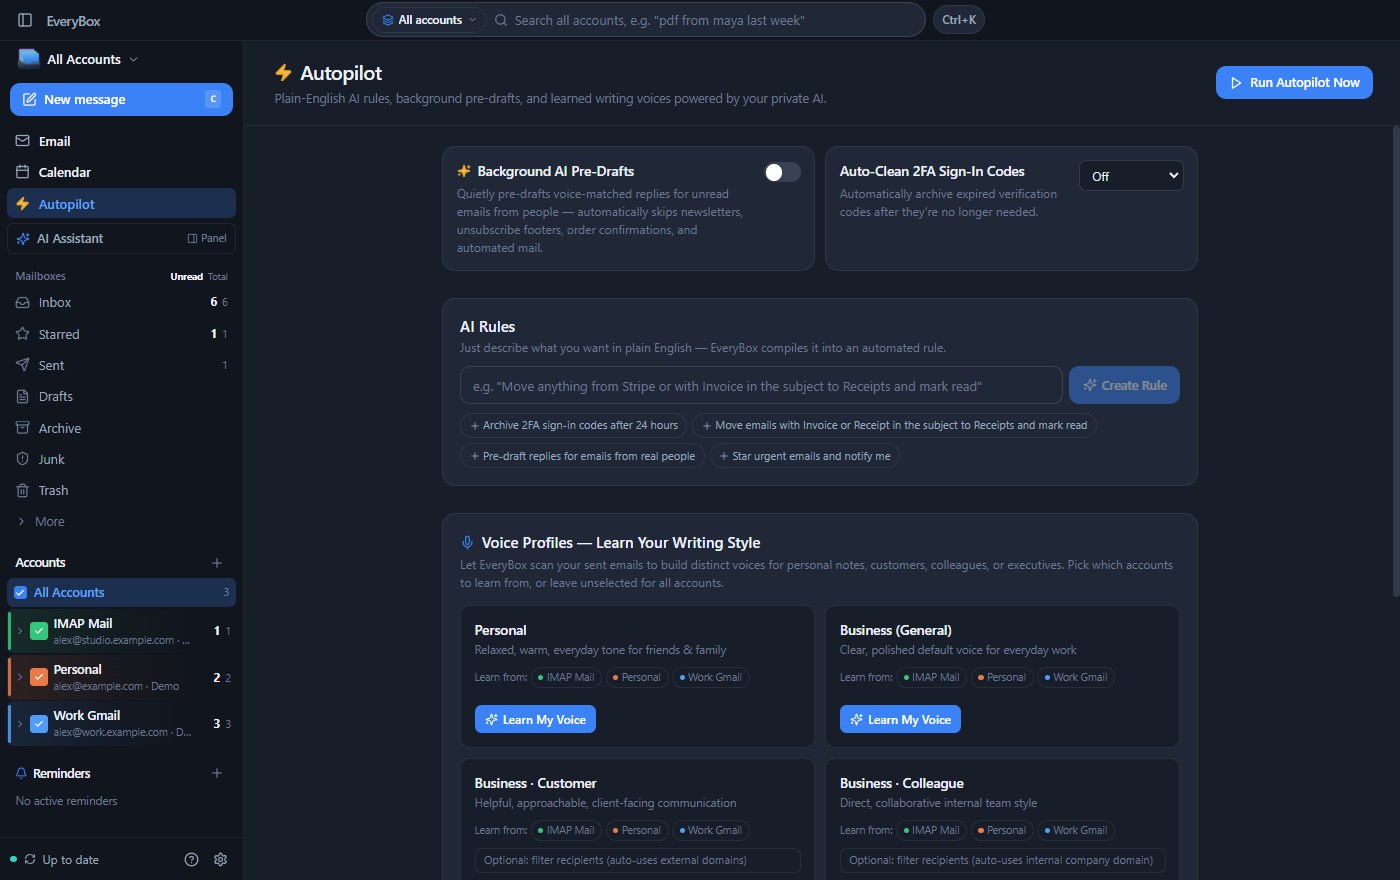 EveryBox
All accounts
Search all accounts, e.g. "pdf from maya last week"
Ctrl+K
All Accounts
New message
C
Email
Calendar
Autopilot
AI Assistant
Panel
Mailboxes
Unread Total
Inbox
6 6
Starred
1 1
Sent
1
Drafts
Archive
Junk
Trash
More
Accounts
All Accounts
3
IMAP Mail
alex@studio.example.com · ...
1 1
Personal
alex@example.com · Demo
2 2
Work Gmail
alex@work.example.com · D...
3 3
Reminders
No active reminders
Up to date
Autopilot
Plain-English AI rules, background pre-drafts, and learned writing voices powered by your private AI.
Run Autopilot Now
Background AI Pre-Drafts
Quietly pre-drafts voice-matched replies for unread
emails from people — automatically skips newsletters,
unsubscribe footers, order confirmations, and
automated mail.
Auto-Clean 2FA Sign-In Codes
Automatically archive expired verification
codes after they're no longer needed.
Off
AI Rules
Just describe what you want in plain English — EveryBox compiles it into an automated rule.
e.g. "Move anything from Stripe or with Invoice in the subject to Receipts and mark read"
Create Rule
+ Archive 2FA sign-in codes after 24 hours
+ Move emails with Invoice or Receipt in the subject to Receipts and mark read
+ Pre-draft replies for emails from real people
+ Star urgent emails and notify me
Voice Profiles — Learn Your Writing Style
Let EveryBox scan your sent emails to build distinct voices for personal notes, customers, colleagues, or executives. Pick which accounts
to learn from, or leave unselected for all accounts.
Personal
Relaxed, warm, everyday tone for friends & family
Learn from: IMAP Mail Personal Work Gmail
Learn My Voice
Business (General)
Clear, polished default voice for everyday work
Learn from: IMAP Mail Personal Work Gmail
Learn My Voice
Business · Customer
Helpful, approachable, client-facing communication
Learn from: IMAP Mail Personal Work Gmail
Optional: filter recipients (auto-uses external domains)
Business · Colleague
Direct, collaborative internal team style
Learn from: IMAP Mail Personal Work Gmail
Optional: filter recipients (auto-uses internal company domain)